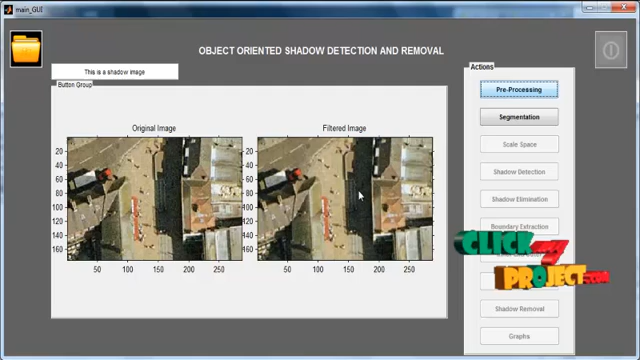 main_GUI
OBJECT ORIENTED SHADOW DETECTION AND REMOVAL
This is a shadow image
Button Group
Original Image
Filtered Image
20
40
60
80
100
120
140
160
50 100 150 200 250
20
40
60
80
100
120
140
160
50 100 150 200 250
Actions
Pre-Processing
Segmentation
Scale Space
Shadow Detection
Shadow Elimination
Boundary Extraction
CLICK my
PROJECT.com
Shadow Removal
Graphs